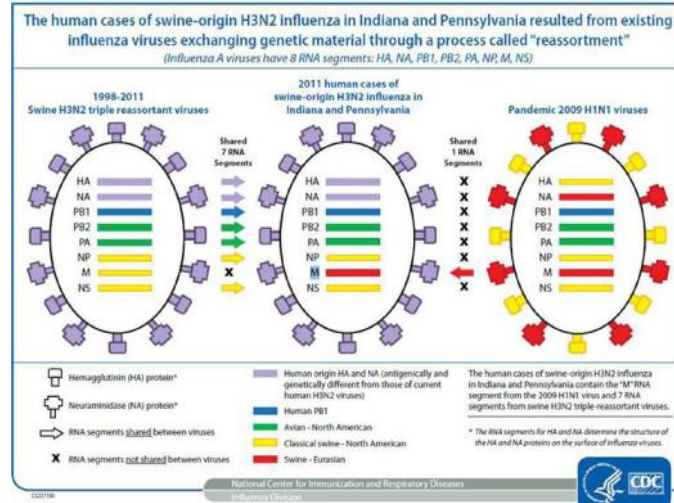 The human cases of swine-origin H3N2 influenza in Indiana and Pennsylvania resulted from existing
influenza viruses exchanging genetic material through a process called “reassortment”
(Influenza A viruses have 8 RNA segments: HA, NA, PB1, PB2, PA, NP, M, NS)
1998-2011
Swine H3N2 triple reassortant viruses
2011 human cases of
swine-origin H3N2 influenza in
Indiana and Pennsylvania
Pandemic 2009 H1N1 viruses
Shared
7 RNA
Segments
Shared
1 RNA
Segments
HA
NA
PB1
PB2
PA
NP
M
NS
X
HA
NA
PB1
PB2
PA
NP
M
NS
X
X
X
X
X
X
X
HA
NA
PB1
PB2
PA
NP
M
NS
Hemagglutinin (HA) protein*
Neuraminidase (NA) protein*
RNA segments shared between viruses
X RNA segments not shared between viruses
Human origin HA and NA (antigenically and
genetically different from those of current
human H3N2 viruses)
Human PB1
Avian - North American
Classical swine - North American
Swine - Eurasian
The human cases of swine-origin H3N2 influenza
in Indiana and Pennsylvania contain the “M” RNA
segment from the 2009 H1N1 virus and 7 RNA
segments from swine H3N2 triple-reassortant viruses.
* The RNA segments for HA and NA determine the structure of
the HA and NA proteins on the surface of influenza viruses.
National Center for Immunization and Respiratory Diseases
Influenza Division
CDC